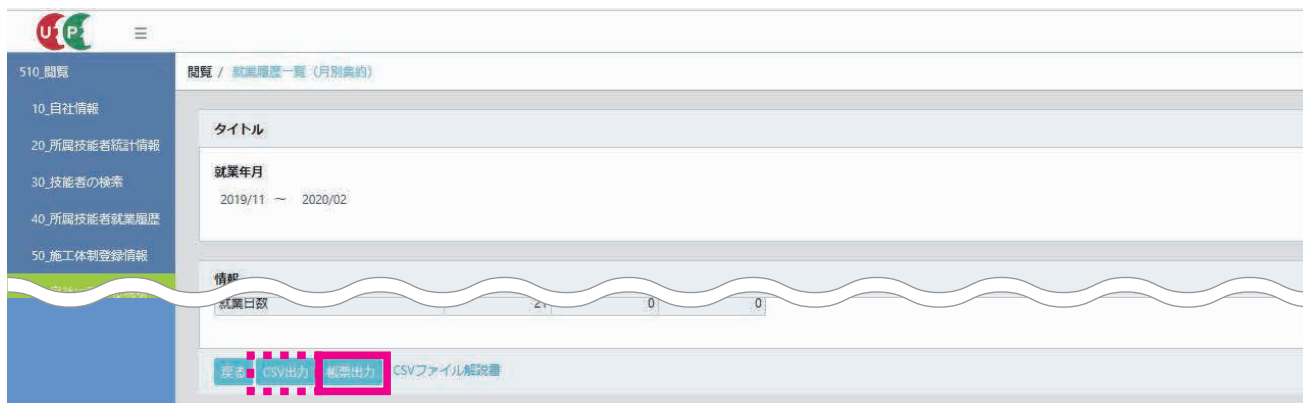 510_閲覧
閲覧 / 就業履歴一覧（月別集約）
10_自社情報
20_所属技能者統計情報
30_技能者の検索
40_所属技能者就業履歴
50_施工体制登録情報
タイトル
就業年月
2019/11 ～ 2020/02
情報
就業日数 21 0 0
戻る CSV出力 帳票出力 CSVファイル解説書